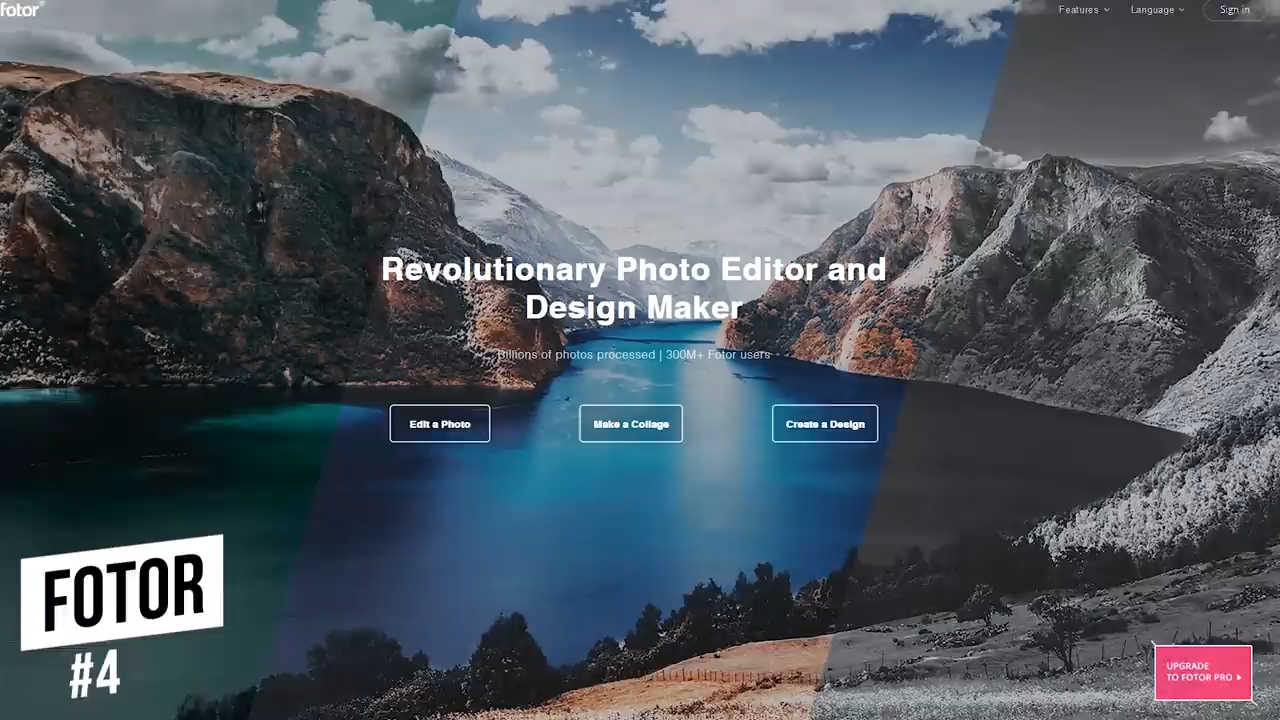 fotor
Features
Language
Sign in
Revolutionary Photo Editor and
Design Maker
Billions of photos processed | 300M+ Fotor users
Edit a Photo
Make a Collage
Create a Design
FOTOR
#4
UPGRADE
TO FOTOR PRO